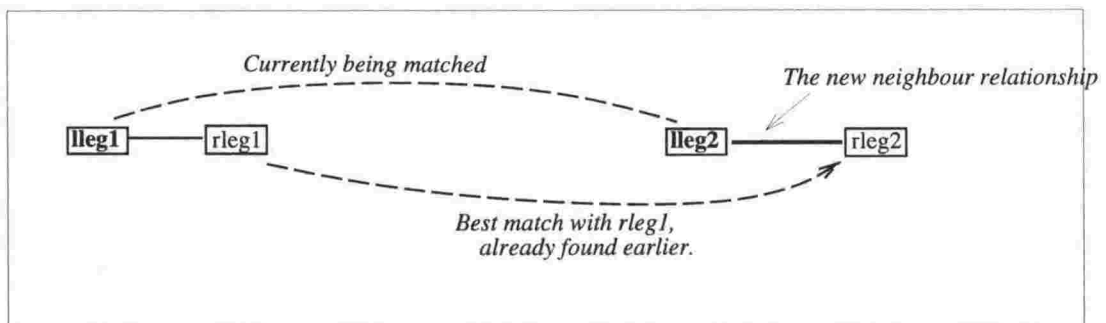 Currently being matched
The new neighbour relationship
lleg1 rleg1 lleg2 rleg2
Best match with rleg1,
already found earlier.